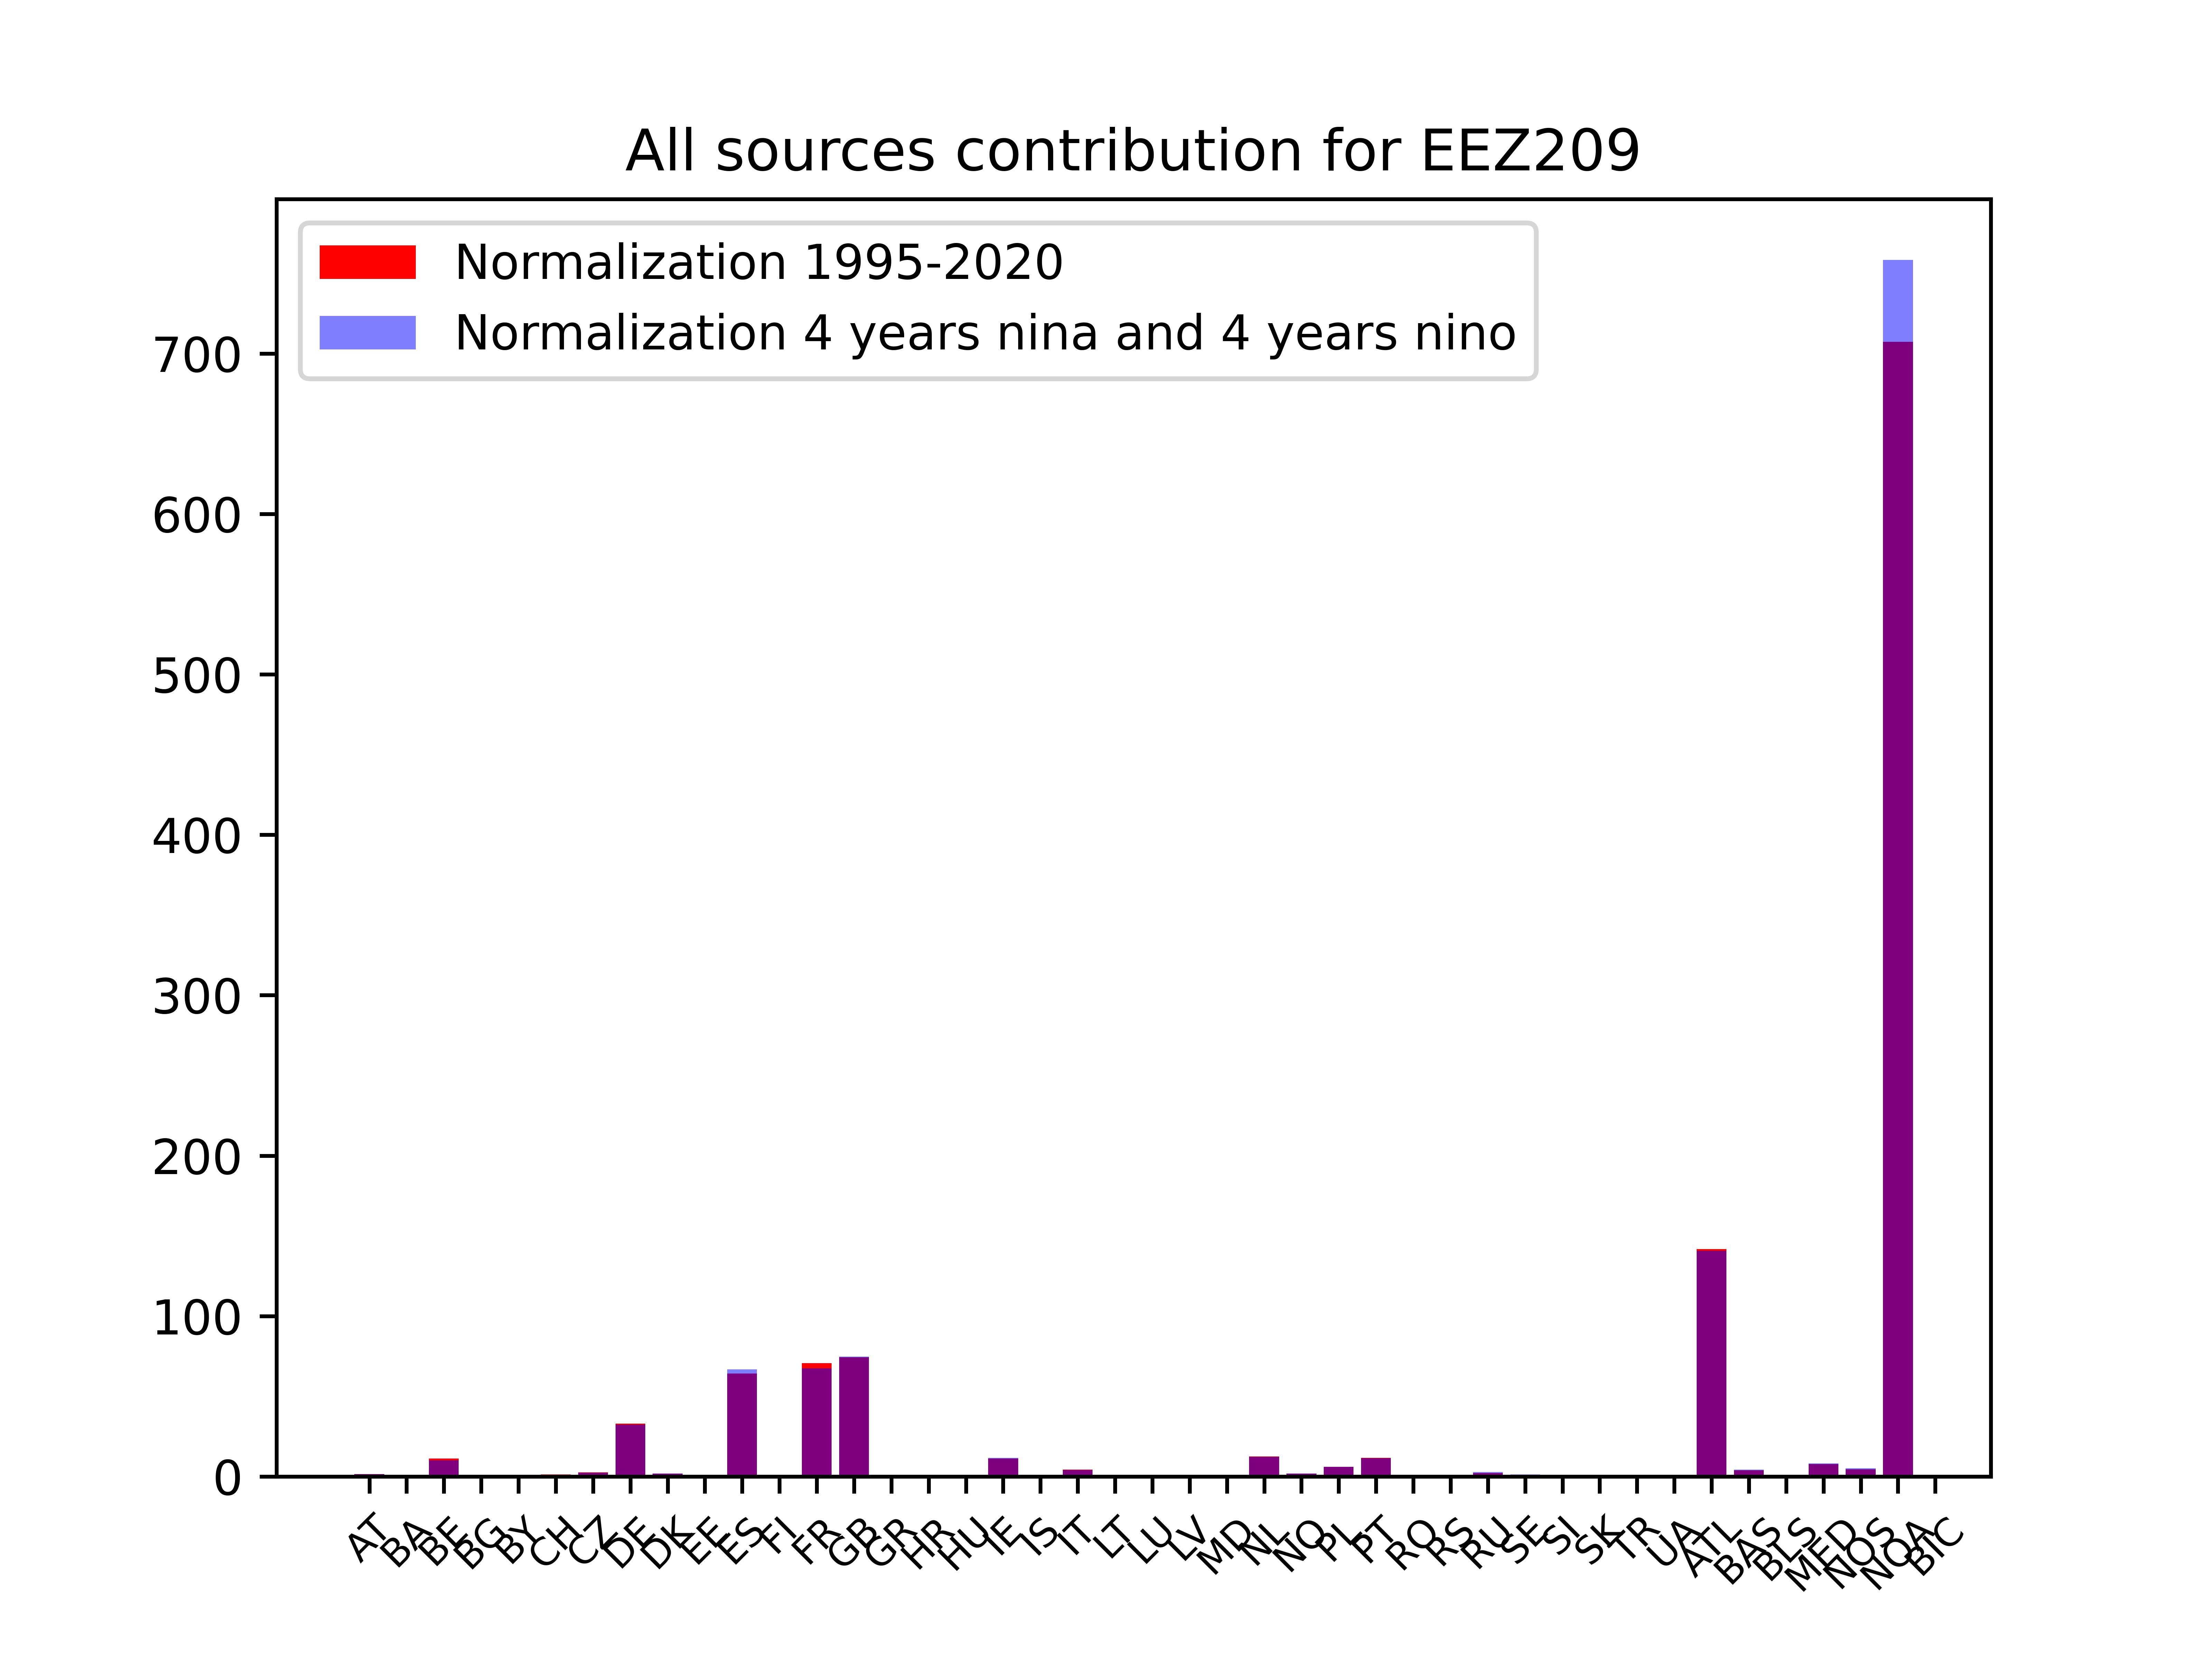 All sources contribution for EEZ209
Normalization 1995-2020
Normalization 4 years nina and 4 years nino
700
600
500
400
300
200
100
0
AT BA BE BG BY CH CZ DE DK EE ES FI FR GB GR HR HU IE IS IT LT LU LV MD NL NO PL PT RO RS RU SE SI SK TR UA ATL BAS BLS MED NOS NOA BIC